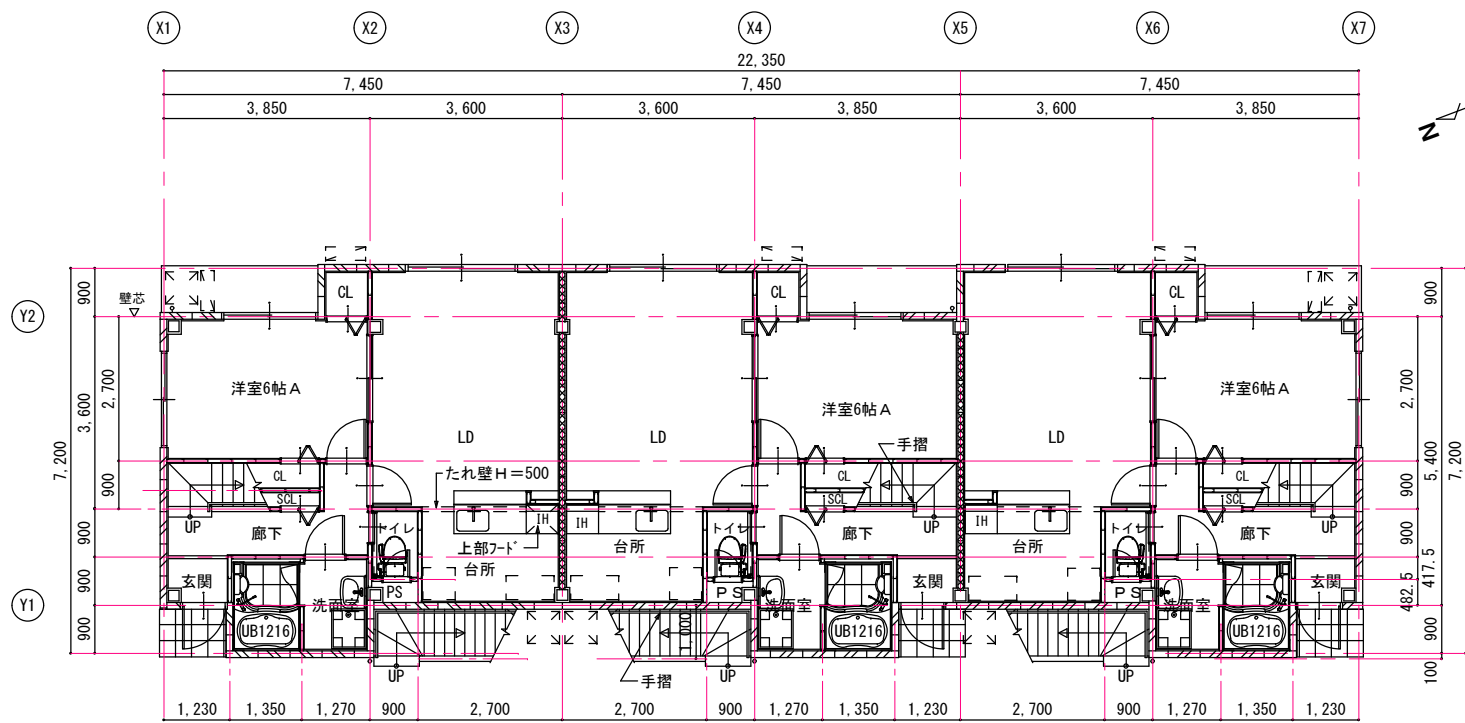 X1 X2 X3 X4 X5 X6 X7
22,350
7,450 7,450 7,450
3,850 3,600 3,600 3,850 3,600 3,850
N
900 900
Y2 壁芯
CL CL CL
2,700 3,600 7,200
洋室6帖A 洋室6帖A 洋室6帖A
2,700 5,400 7,200
LD LD LD
手摺
たれ壁H=500
900 CL CL CL 900
SCL SCL SCL
UP UP UP
900 廊下 トイレ IH IH トイレ 廊下 IH トイレ 廊下 900
上部フード 台所 台所
台所
417.5
900 玄関 PS PS 玄関 PS 玄関
482.5
Y1 洗面室 洗面室 洗面室
900 UB1216 1,000 UB1216 UB1216 900
UP UP UP
手摺
100
1,230 1,350 1,270 900 2,700 2,700 900 1,270 1,350 1,230 2,700 900 1,270 1,350 1,230